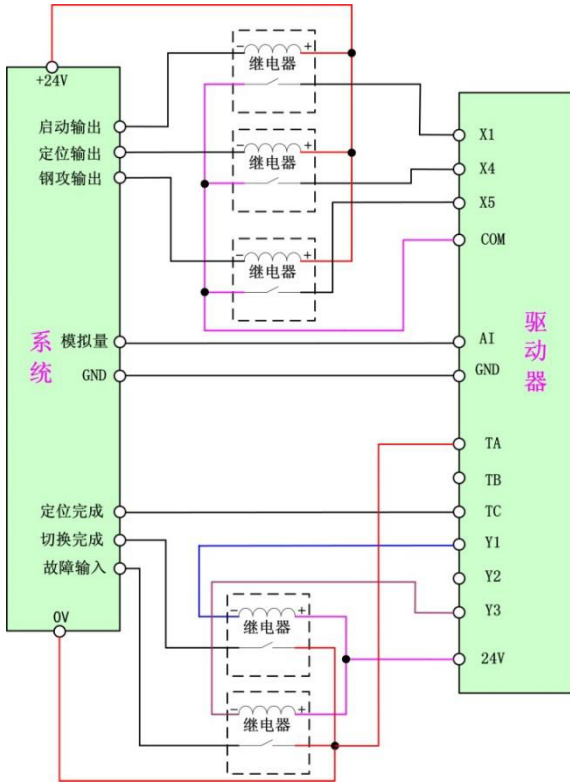 +24V
启动输出
定位输出
钢攻输出
系统
模拟量
GND
定位完成
切换完成
故障输入
0V
- +
继电器
- +
继电器
- +
继电器
- +
继电器
- +
继电器
X1
X4
X5
COM
驱动器
AI
GND
TA
TB
TC
Y1
Y2
Y3
24V